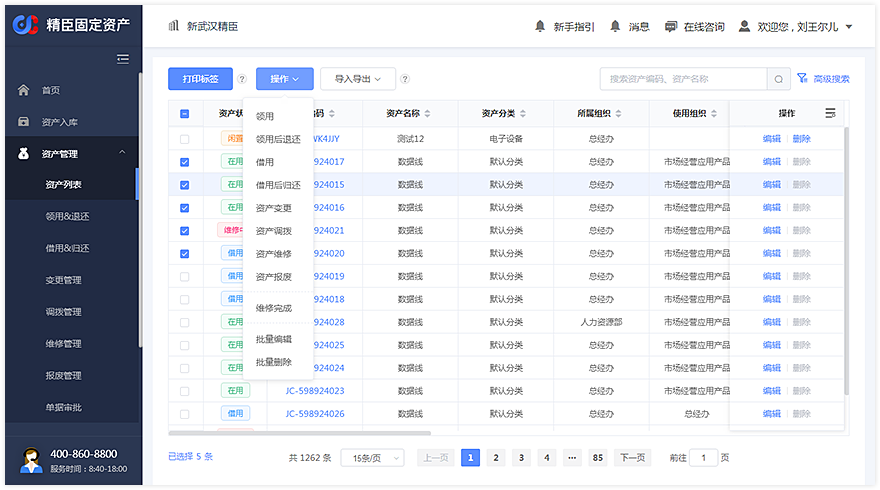 精臣固定资产
新武汉精臣
新手指引
消息
在线咨询
欢迎您，刘王尔儿
首页
资产入库
资产管理
资产列表
领用&退还
借用&归还
变更管理
调拨管理
维修管理
报废管理
单据审批
400-860-8800
服务时间：8:40-18:00
打印标签 ? 操作 导入导出 ?
搜索资产编码、资产名称
高级搜索
资产状 码 资产名称 资产分类 所属组织 使用组织 操作
领用
领用后退还
借用
借用后归还
资产变更
资产调拨
资产维修
资产报废
维修完成
批量编辑
批量删除
闲置 WK4JJY 测试12 电子设备 总经办 编辑 删除
在用 924017 数据线 默认分类 总经办 市场经营应用产品 编辑 删除
在用 924015 数据线 默认分类 总经办 市场经营应用产品 编辑 删除
在用 924016 数据线 默认分类 总经办 市场经营应用产品 编辑 删除
维修中 924021 数据线 默认分类 总经办 市场经营应用产品 编辑 删除
借用 924020 数据线 默认分类 总经办 市场经营应用产品 编辑 删除
借用 924019 数据线 默认分类 总经办 市场经营应用产品 编辑 删除
借用 924018 数据线 默认分类 总经办 市场经营应用产品 编辑 删除
在用 924028 数据线 默认分类 人力资源部 市场经营应用产品 编辑 删除
在用 924025 数据线 默认分类 总经办 市场经营应用产品 编辑 删除
在用 924024 数据线 默认分类 总经办 市场经营应用产品 编辑 删除
在用 JC-598924023 数据线 默认分类 总经办 市场经营应用产品 编辑 删除
借用 JC-598924026 数据线 默认分类 总经办 总经办 编辑 删除
已选择 5 条
共 1262 条 15条/页 上一页 1 2 3 4 ··· 85 下一页 前往 1 页